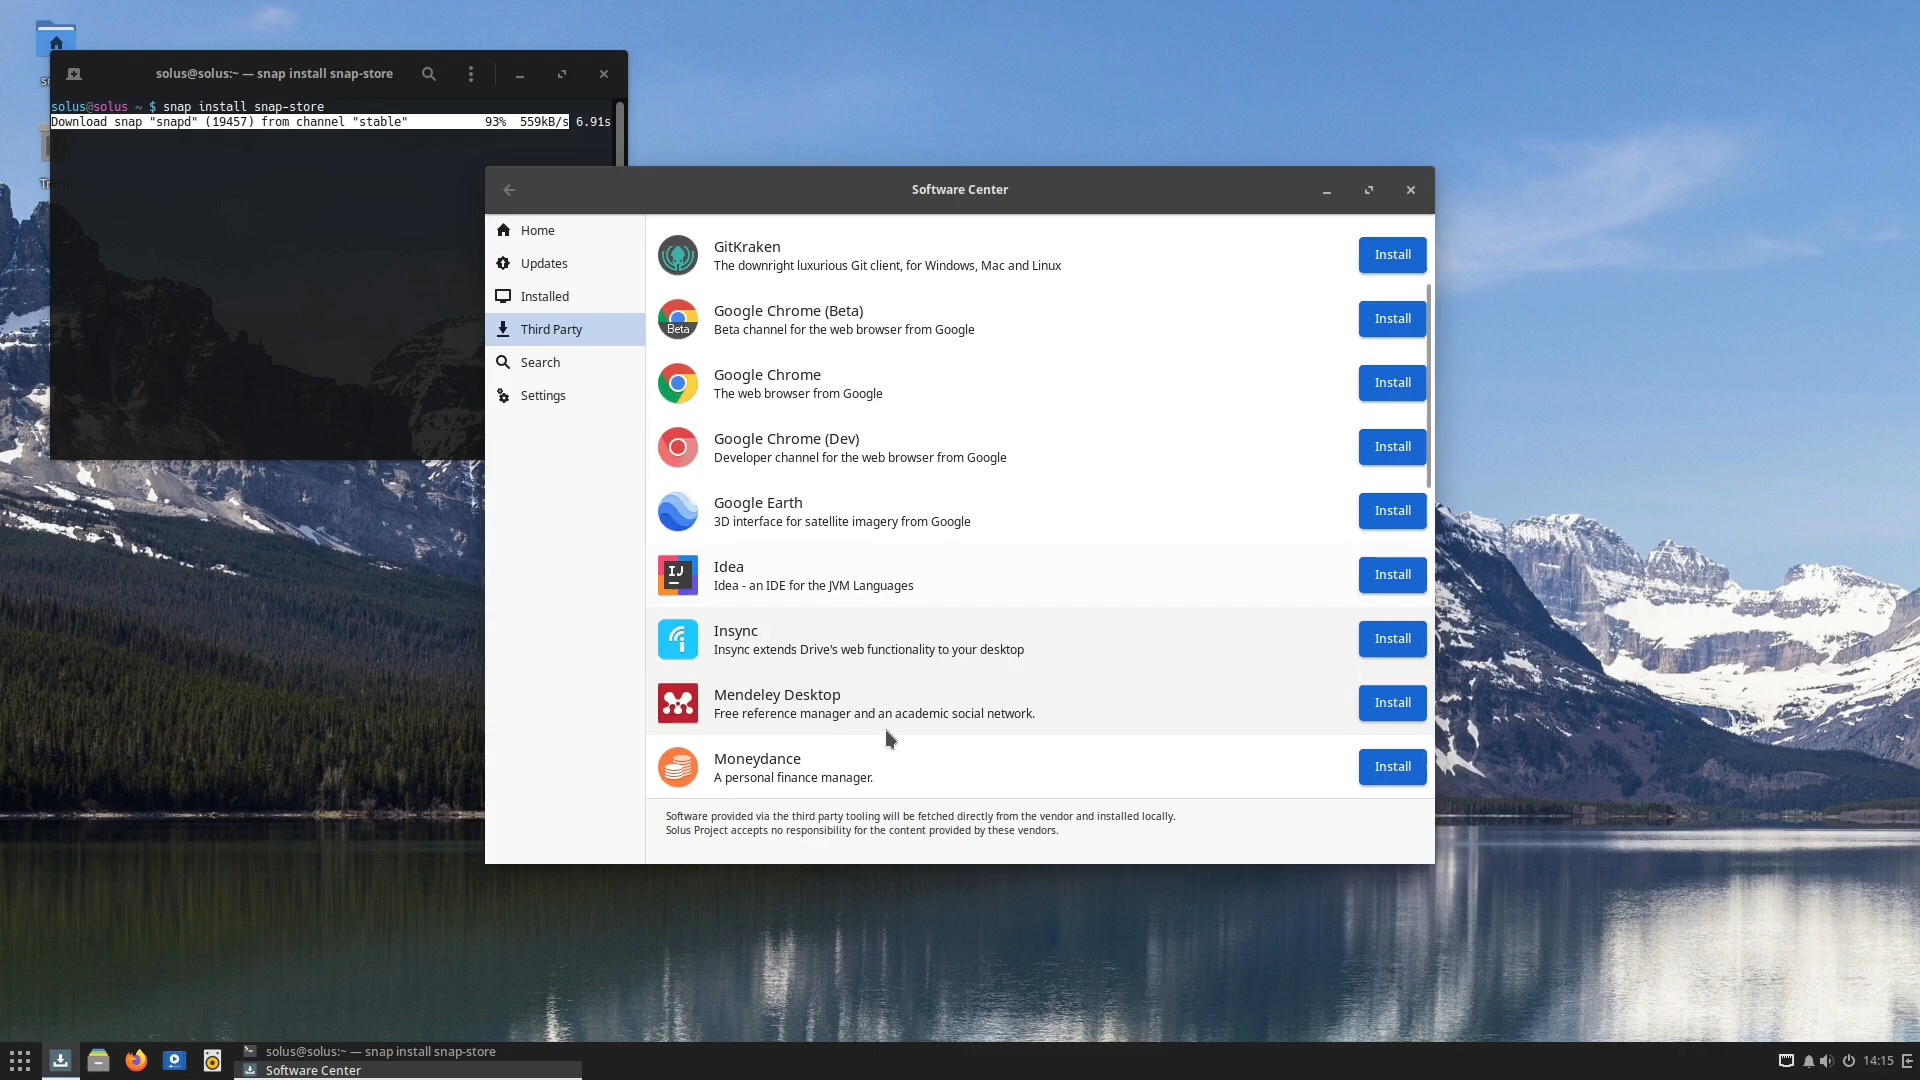 solus@solus:~ — snap install snap-store
solus@solus ~ $ snap install snap-store
Download snap "snapd" (19457) from channel "stable" 93% 559kB/s 6.91s
Software Center
Home
Updates
Installed
Third Party
Search
Settings
GitKraken
The downright luxurious Git client, for Windows, Mac and Linux
Install
Google Chrome (Beta)
Beta channel for the web browser from Google
Install
Beta
Google Chrome
The web browser from Google
Install
Google Chrome (Dev)
Developer channel for the web browser from Google
Install
Google Earth
3D interface for satellite imagery from Google
Install
IJ
Idea
Idea - an IDE for the JVM Languages
Install
Insync
Insync extends Drive's web functionality to your desktop
Install
Mendeley Desktop
Free reference manager and an academic social network.
Install
Moneydance
A personal finance manager.
Install
Software provided via the third party tooling will be fetched directly from the vendor and installed locally.
Solus Project accepts no responsibility for the content provided by these vendors.
solus@solus:~ — snap install snap-store
Software Center
14:15